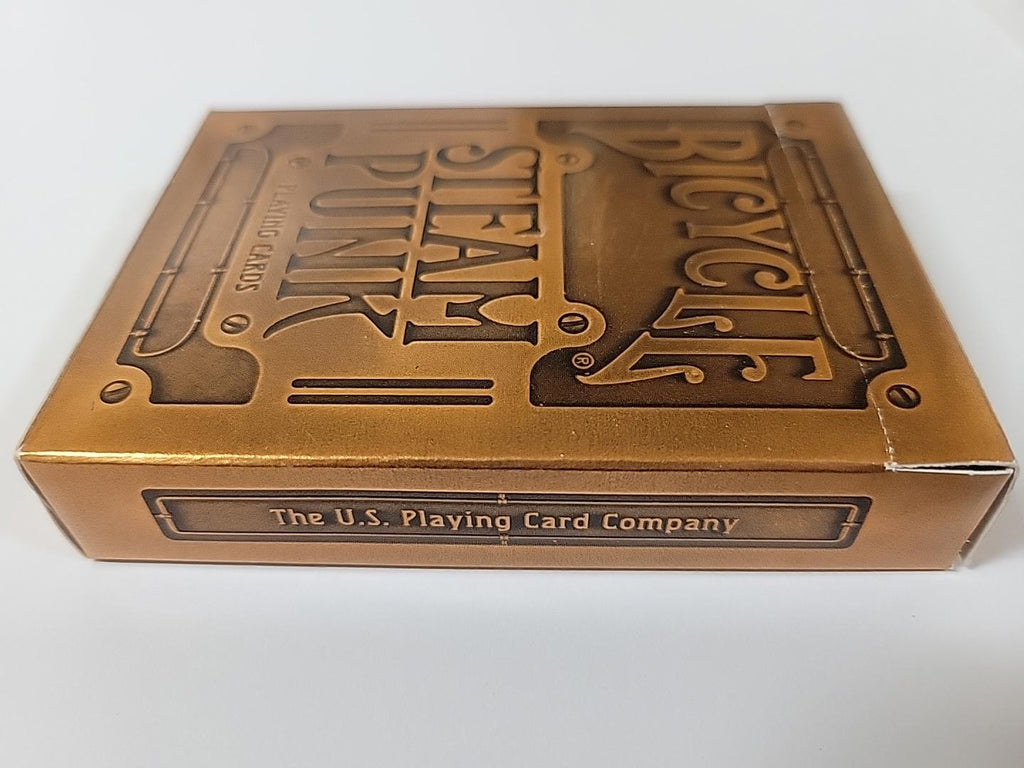 BICYCLE
®
STEAM
PUNK
PLAYING CARDS
The U.S. Playing Card Company